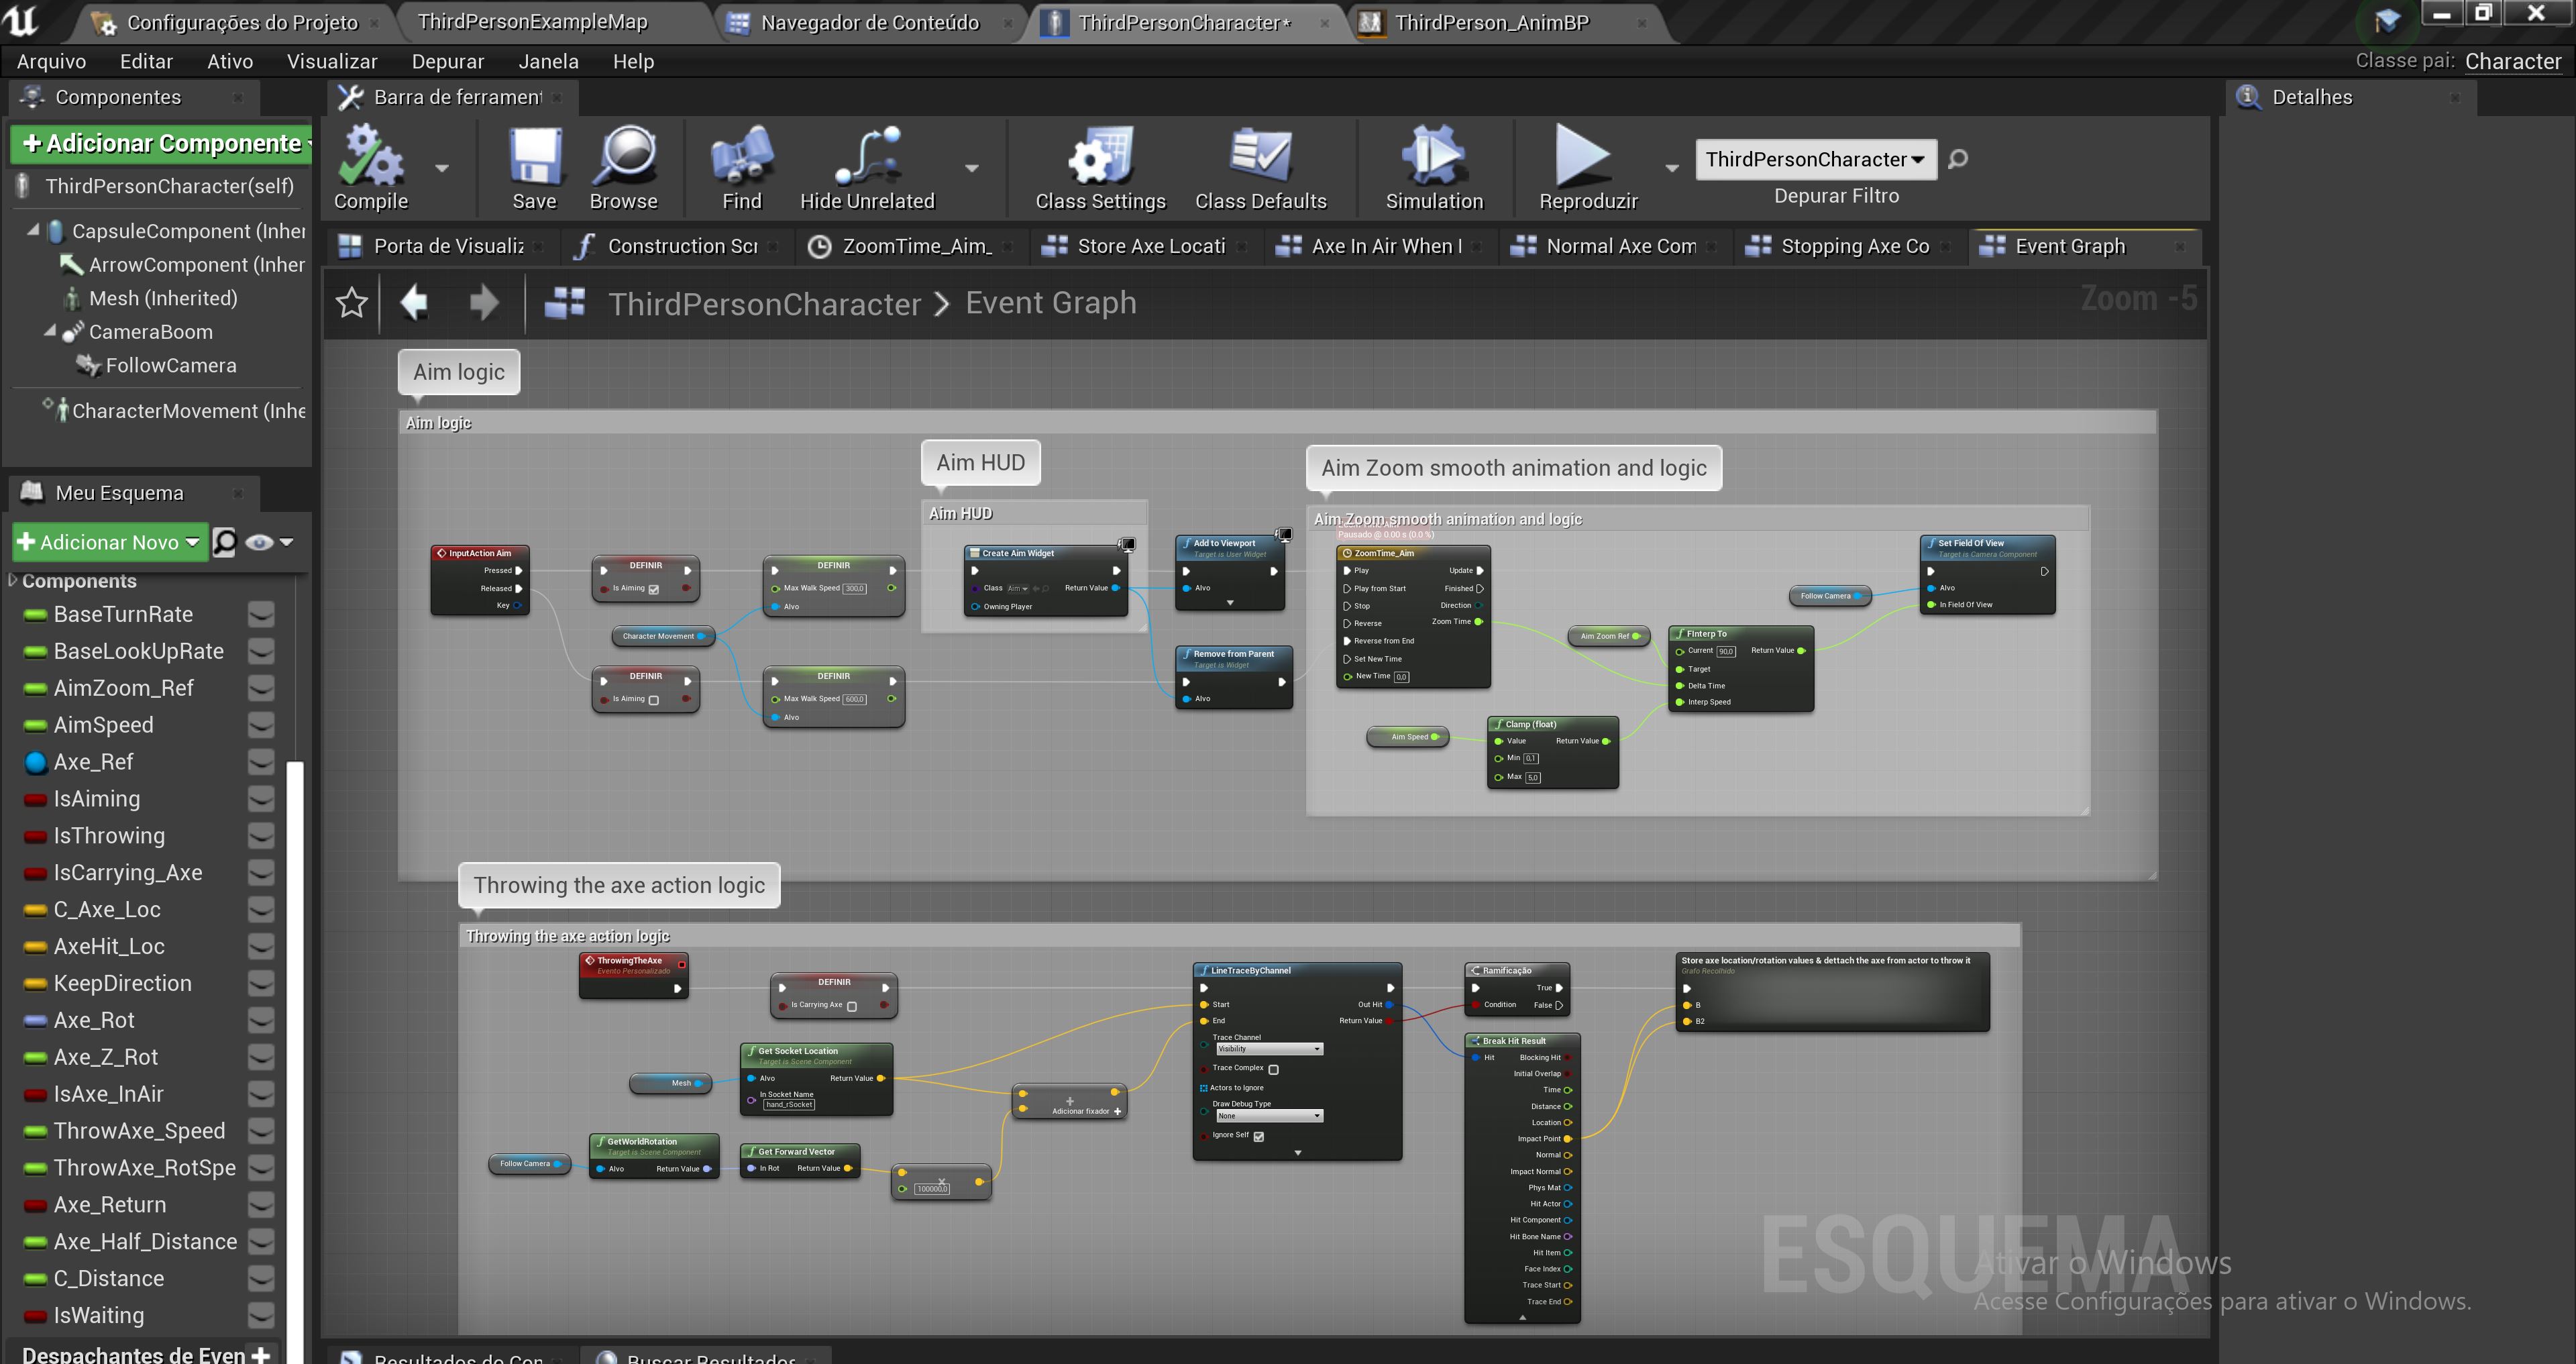 Configurações do Projeto
ThirdPersonExampleMap
Navegador de Conteúdo
ThirdPersonCharacter*
ThirdPerson_AnimBP
Arquivo Editar Ativo Visualizar Depurar Janela Help
Classe pai: Character
Componentes
Barra de ferrament
Detalhes
+ Adicionar Componente
ThirdPersonCharacter(self)
CapsuleComponent (Inher
ArrowComponent (Inher
Mesh (Inherited)
CameraBoom
FollowCamera
CharacterMovement (Inhe
Compile
Save
Browse
Find
Hide Unrelated
Class Settings
Class Defaults
Simulation
Reproduzir
ThirdPersonCharacter
Depurar Filtro
Porta de Visualiz
Construction Scr
ZoomTime_Aim_
Store Axe Locati
Axe In Air When I
Normal Axe Com
Stopping Axe Co
Event Graph
ThirdPersonCharacter > Event Graph
Zoom -5
Meu Esquema
+ Adicionar Novo
Components
BaseTurnRate
BaseLookUpRate
AimZoom_Ref
AimSpeed
Axe_Ref
IsAiming
IsThrowing
IsCarrying_Axe
C_Axe_Loc
AxeHit_Loc
KeepDirection
Axe_Rot
Axe_Z_Rot
IsAxe_InAir
ThrowAxe_Speed
ThrowAxe_RotSpe
Axe_Return
Axe_Half_Distance
C_Distance
IsWaiting
Despachantes de Even +
Aim logic
Aim logic
Aim HUD
Aim HUD
Aim Zoom smooth animation and logic
Aim Zoom smooth animation and logic
Pausado @ 0.00 s (0.0 %)
InputAction Aim
Pressed
Released
Key
DEFINIR
Is Aiming
DEFINIR
Max Walk Speed 300,0
Alvo
Character Movement
DEFINIR
Is Aiming
DEFINIR
Max Walk Speed 600,0
Alvo
Create Aim Widget
Class Aim Return Value
Owning Player
Add to Viewport
Target is User Widget
Alvo
Remove from Parent
Target is Widget
Alvo
ZoomTime_Aim
Play Update
Play from Start Finished
Stop Direction
Reverse Zoom Time
Reverse from End
Set New Time
New Time 0,0
Aim Speed
Clamp (float)
Value Return Value
Min 0,1
Max 5,0
Aim Zoom Ref
FInterp To
Current 90,0 Return Value
Target
Delta Time
Interp Speed
Follow Camera
Set Field Of View
Target is Camera Component
Alvo
In Field Of View
Throwing the axe action logic
Throwing the axe action logic
ThrowingTheAxe
Evento Personalizado
DEFINIR
Is Carrying Axe
Mesh
Get Socket Location
Target is Scene Component
Alvo Return Value
In Socket Name
hand_rSocket
Follow Camera
GetWorldRotation
Target is Scene Component
Alvo Return Value
Get Forward Vector
In Rot Return Value
100000,0
Adicionar fixador +
LineTraceByChannel
Start Out Hit
End Return Value
Trace Channel
Visibility
Trace Complex
Actors to Ignore
Draw Debug Type
None
Ignore Self
Ramificação
True
Condition False
Break Hit Result
Hit Blocking Hit
Initial Overlap
Time
Distance
Location
Impact Point
Normal
Impact Normal
Phys Mat
Hit Actor
Hit Component
Hit Bone Name
Hit Item
Face Index
Trace Start
Trace End
Store axe location/rotation values & dettach the axe from actor to throw it
Grafo Recolhido
B
B2
ESQUEMA
Ativar o Windows
Acesse Configurações para ativar o Windows.
Resultados do Com
Buscar Resultados